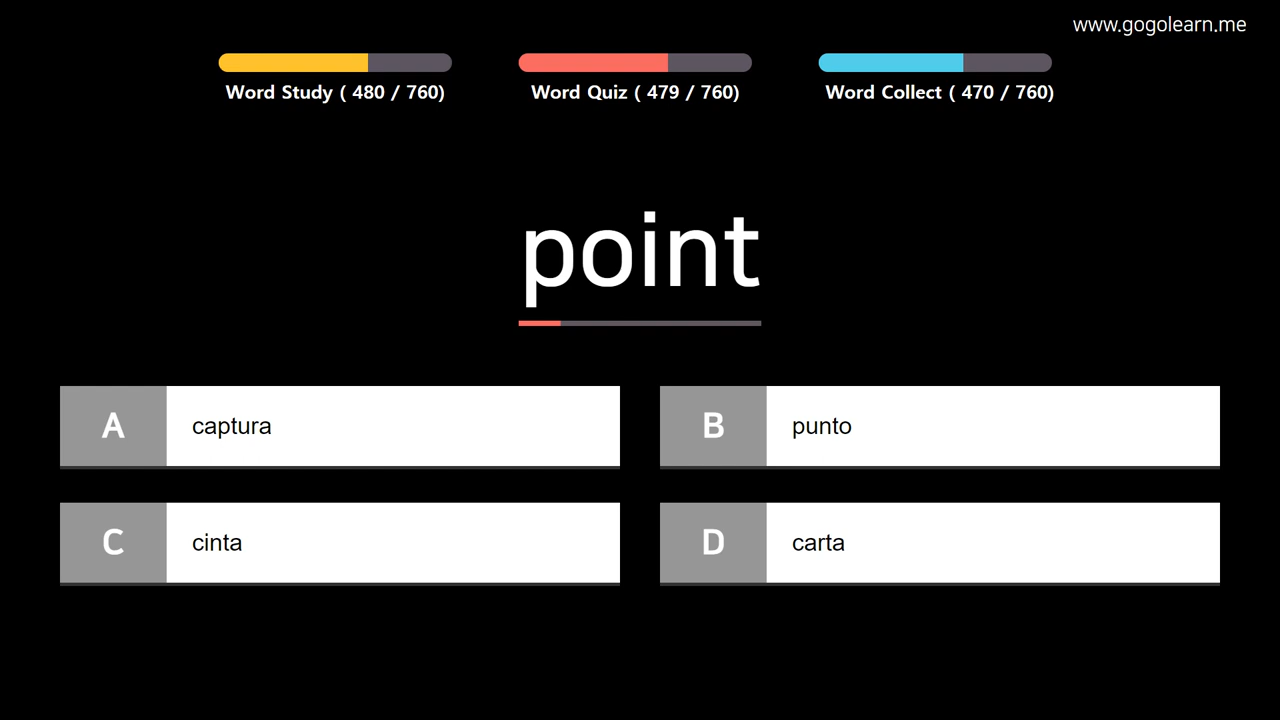 www.gogolearn.me
Word Study ( 480 / 760)
Word Quiz ( 479 / 760)
Word Collect ( 470 / 760)
point
A captura
B punto
C cinta
D carta